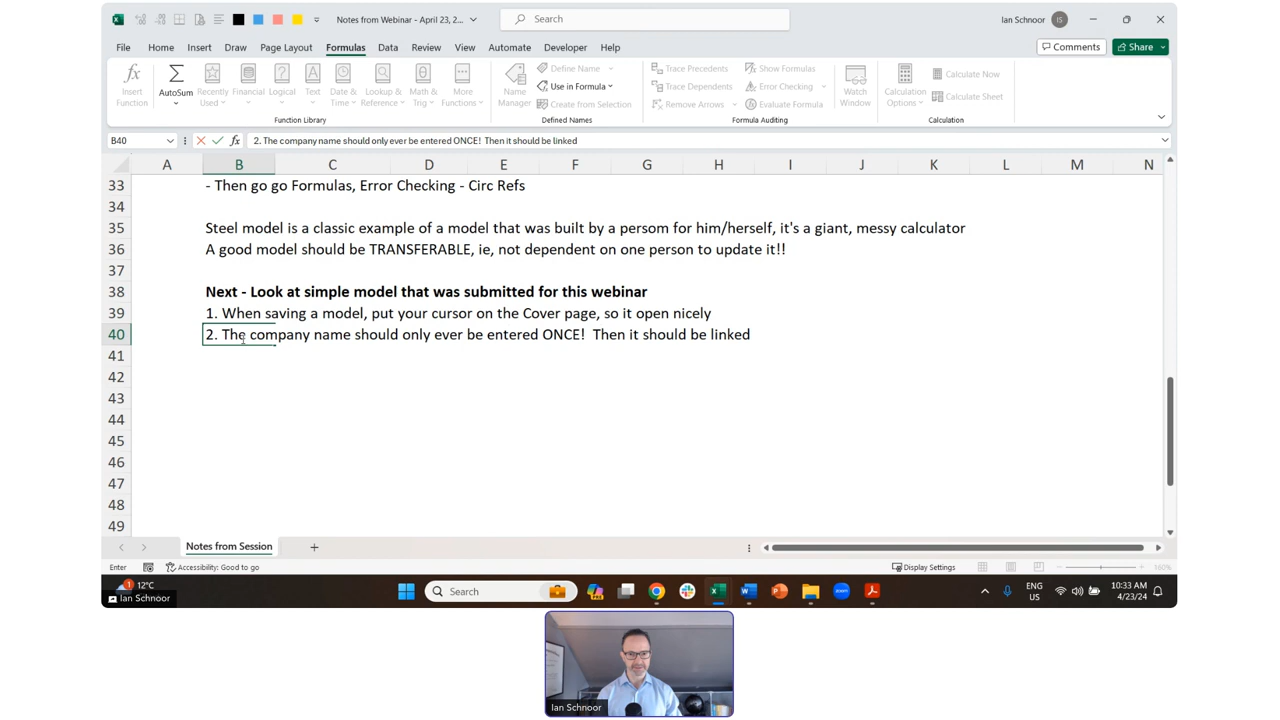 Notes from Webinar - April 23, 2...
Search
Ian Schnoor
IS
File Home Insert Draw Page Layout Formulas Data Review View Automate Developer Help
Comments
Share
Insert Function
AutoSum
Recently Used
Financial
Logical
Text
Date & Time
Lookup & Reference
Math & Trig
More Functions
Function Library
Name Manager
Define Name
Use in Formula
Create from Selection
Defined Names
Trace Precedents
Trace Dependents
Remove Arrows
Show Formulas
Error Checking
Evaluate Formula
Formula Auditing
Watch Window
Calculation Options
Calculate Now
Calculate Sheet
Calculation
B40
fx 2. The company name should only ever be entered ONCE!  Then it should be linked
A B C D E F G H I J K L M N
33 - Then go go Formulas, Error Checking - Circ Refs
34
35 Steel model is a classic example of a model that was built by a persom for him/herself, it's a giant, messy calculator
36 A good model should be TRANSFERABLE, ie, not dependent on one person to update it!!
37
38 Next - Look at simple model that was submitted for this webinar
39 1. When saving a model, put your cursor on the Cover page, so it open nicely
40 2. The company name should only ever be entered ONCE!  Then it should be linked
41
42
43
44
45
46
47
48
49
Notes from Session
Enter
Accessibility: Good to go
Display Settings
160%
1
12°C
Ian Schnoor
Search
ENG
US
10:33 AM
4/23/24
Ian Schnoor